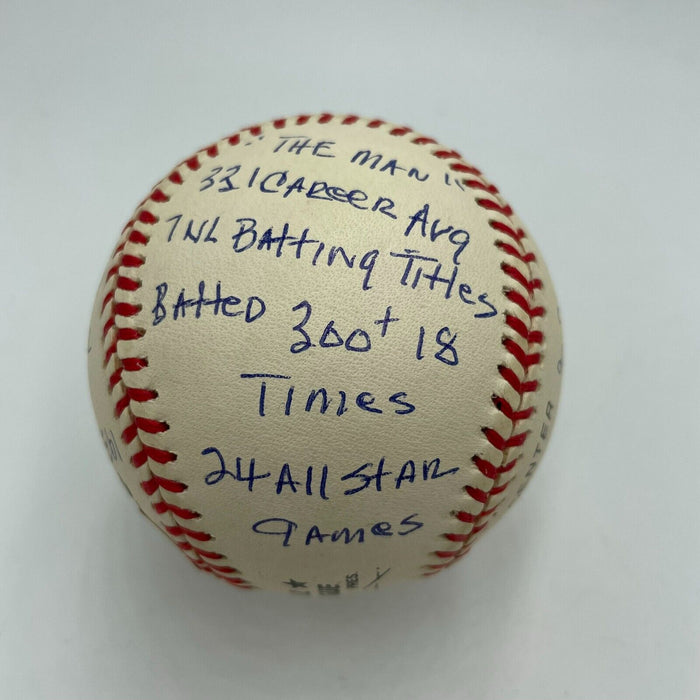 "THE MAN"
331 CAREER AVg
7 NL BAttiNg TitLes
BAtteD 300+ 18
Times
24 All StAR
gAmes